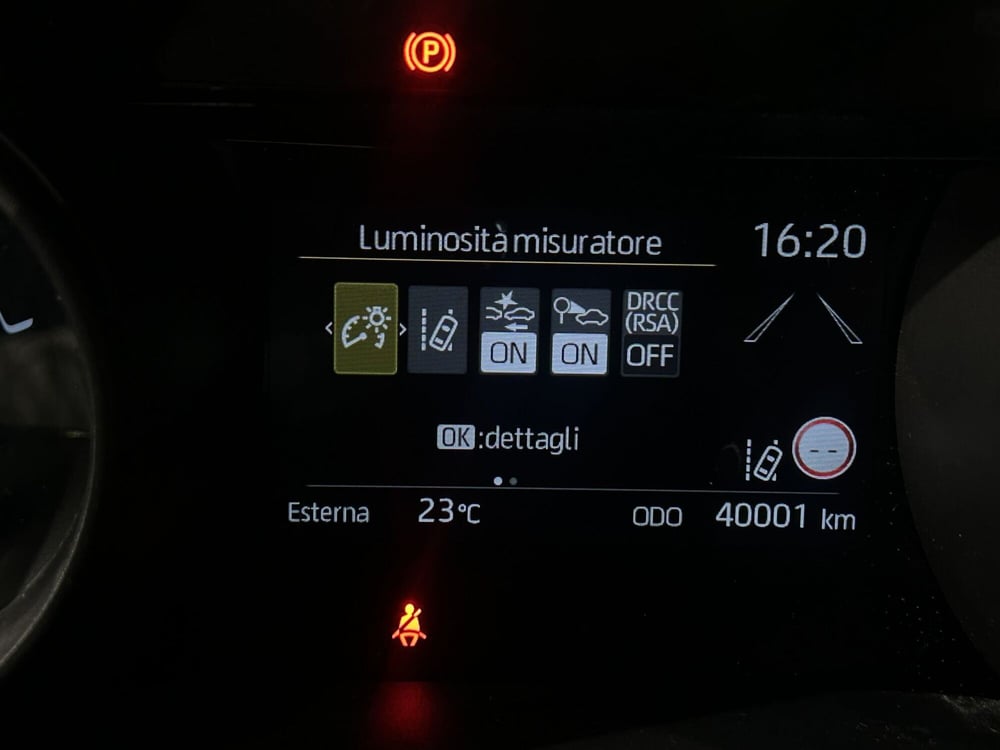 P
Luminosità misuratore
16:20
ON
ON
DRCC
(RSA)
OFF
OK:dettagli
--
Esterna 23°C
ODO 40001 km